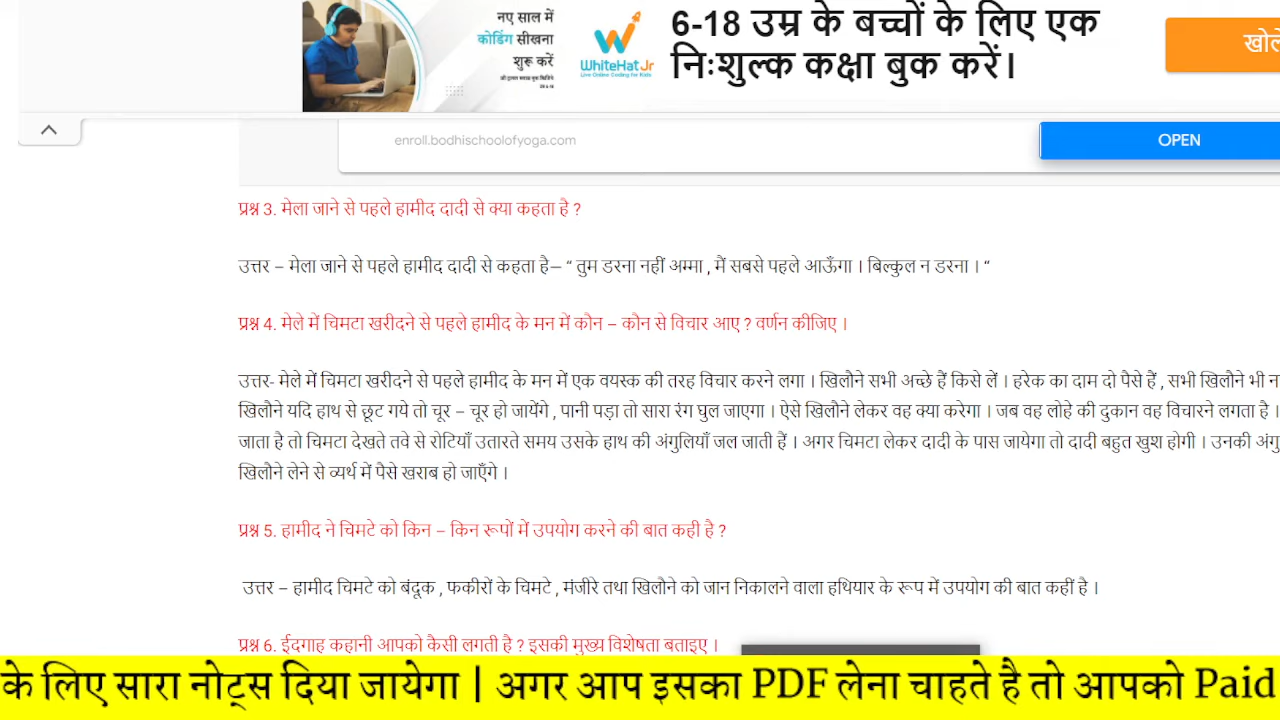 नए साल में
कोडिंग सीखना
शुरू करें
WhiteHat Jr
Live Online Coding for Kids
6-18 उम्र के बच्चों के लिए एक
निःशुल्क कक्षा बुक करें।
enroll.bodhischoolofyoga.com
OPEN
प्रश्न 3. मेला जाने से पहले हामीद दादी से क्या कहता है ?
उत्तर – मेला जाने से पहले हामीद दादी से कहता है– “ तुम डरना नहीं अम्मा , मैं सबसे पहले आऊँगा । बिल्कुल न डरना । “
प्रश्न 4. मेले में चिमटा खरीदने से पहले हामीद के मन में कौन – कौन से विचार आए ? वर्णन कीजिए ।
उत्तर- मेले में चिमटा खरीदने से पहले हामीद के मन में एक वयस्क की तरह विचार करने लगा । खिलौने सभी अच्छे हैं किसे लें । हरेक का दाम दो पैसे हैं , सभी खिलौने भी
खिलौने यदि हाथ से छूट गये तो चूर – चूर हो जायेंगे , पानी पड़ा तो सारा रंग घुल जाएगा । ऐसे खिलौने लेकर वह क्या करेगा । जब वह लोहे की दुकान वह विचारने लगता है ।
जाता है तो चिमटा देखते तवे से रोटियाँ उतारते समय उसके हाथ की अंगुलियाँ जल जाती हैं । अगर चिमटा लेकर दादी के पास जायेगा तो दादी बहुत खुश होगी । उनकी
खिलौने लेने से व्यर्थ में पैसे खराब हो जाएँगे ।
प्रश्न 5. हामीद ने चिमटे को किन – किन रूपों में उपयोग करने की बात कही है ?
उत्तर – हामीद चिमटे को बंदूक , फकीरों के चिमटे , मंजीरे तथा खिलौने को जान निकालने वाला हथियार के रूप में उपयोग की बात कहीं है ।
प्रश्न 6. ईदगाह कहानी आपको कैसी लगती है ? इसकी मुख्य विशेषता बताइए ।
के लिए सारा नोट्स दिया जायेगा | अगर आप इसका PDF लेना चाहते है तो आपको Paid